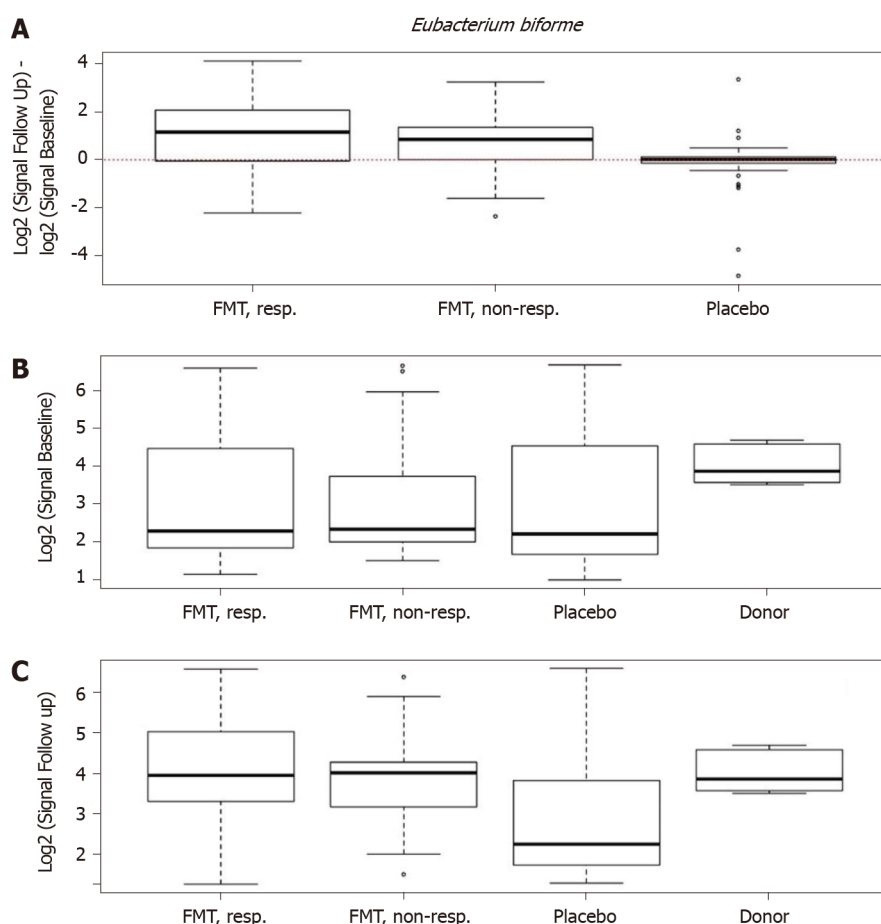 A
Eubacterium biforme
Log2 (Signal Follow Up) -
log2 (Signal Baseline)
4
2
0
-2
-4
FMT, resp.
FMT, non-resp.
Placebo
B
Log2 (Signal Baseline)
6
5
4
3
2
1
FMT, resp.
FMT, non-resp.
Placebo
Donor
C
Log2 (Signal Follow up)
6
5
4
3
2
FMT, resp.
FMT, non-resp.
Placebo
Donor